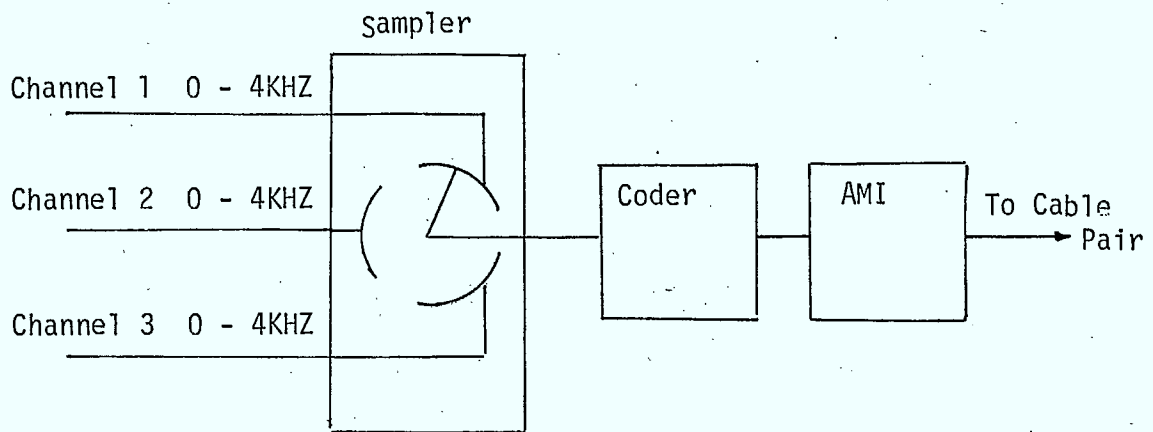 Sampler
Channel 1 0 - 4KHZ
Channel 2 0 - 4KHZ
Channel 3 0 - 4KHZ
Coder
AMI
To Cable
Pair